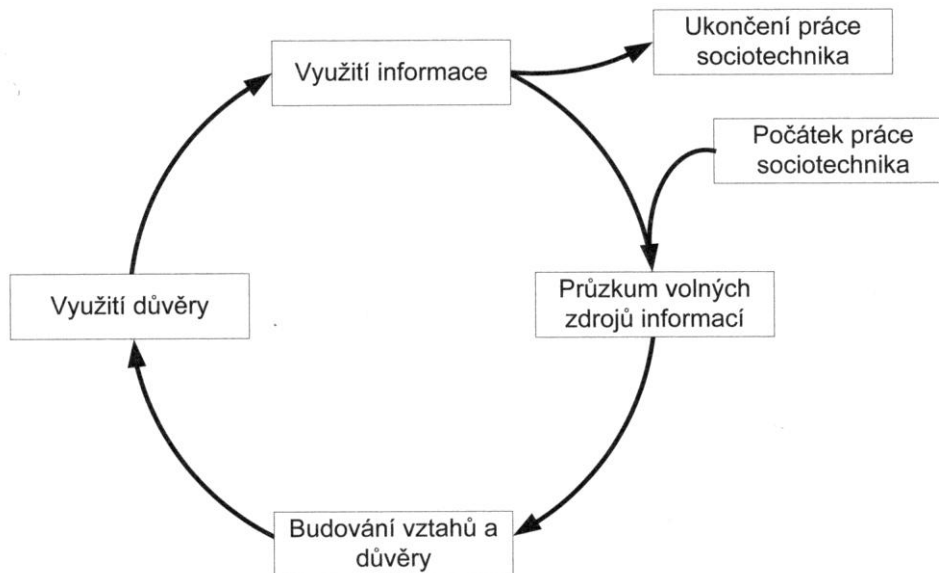 Ukončení práce
sociotechnika
Využití informace
Počátek práce
sociotechnika
Průzkum volných
zdrojů informací
Využití důvěry
Budování vztahů a
důvěry